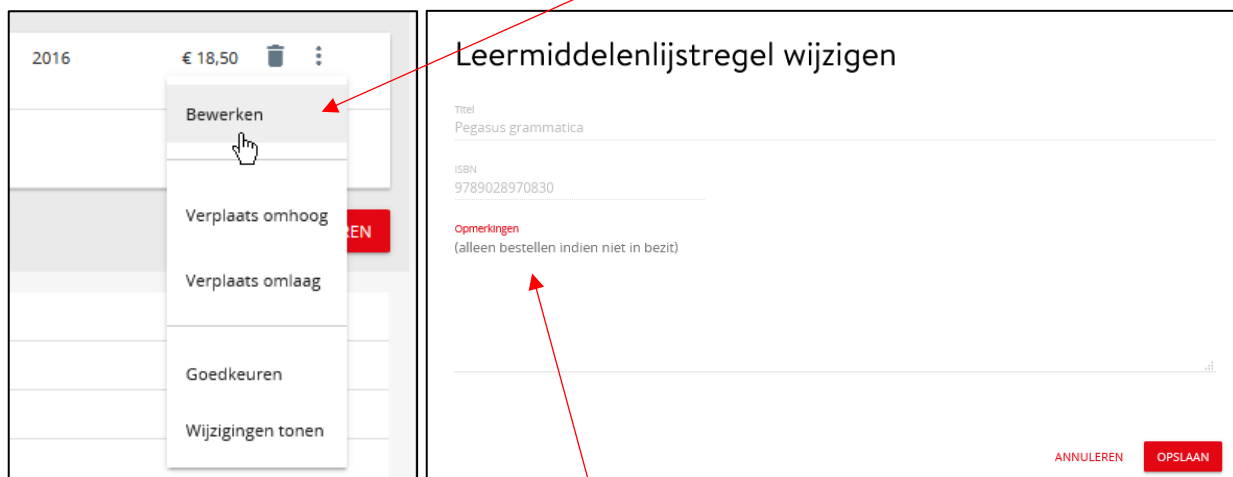 2016 € 18,50
Bewerken
Verplaats omhoog
EN
Verplaats omlaag
Goedkeuren
Wijzigingen tonen
Leermiddelenlijstregel wijzigen
Titel
Pegasus grammatica
ISBN
9789028970830
Opmerkingen
(alleen bestellen indien niet in bezit)
ANNULEREN OPSLAAN